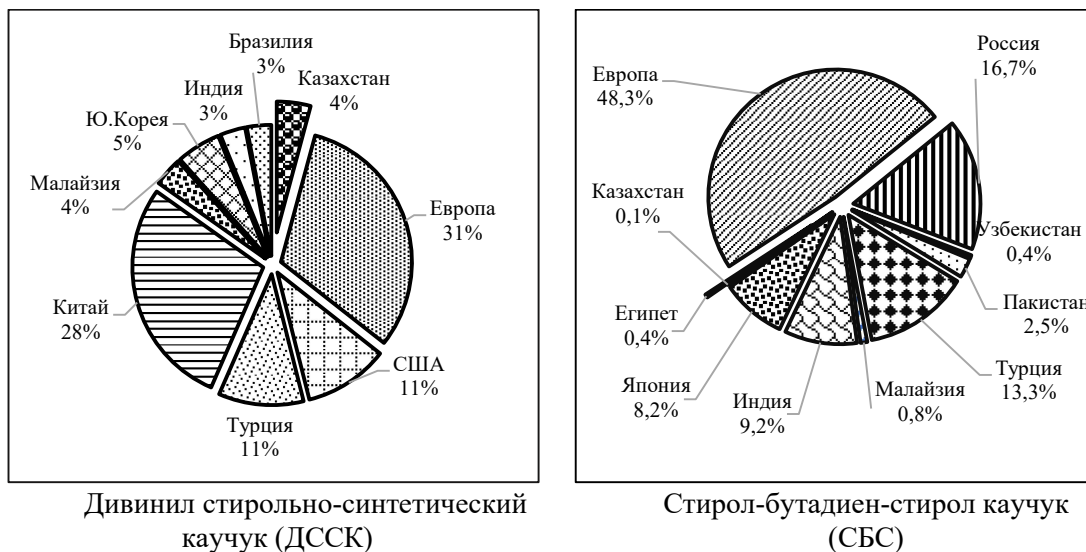 Бразилия
3%
Казахстан
4%
Индия
3%
Ю.Корея
5%
Малайзия
4%
Европа
31%
Китай
28%
США
11%
Турция
11%
Дивинил стирольно-синтетический
каучук (ДССК)
Россия
16,7%
Европа
48,3%
Казахстан
0,1%
Узбекистан
0,4%
Египет
0,4%
Пакистан
2,5%
Япония
8,2%
Индия
9,2%
Малайзия
0,8%
Турция
13,3%
Стирол-бутадиен-стирол каучук
(СБС)